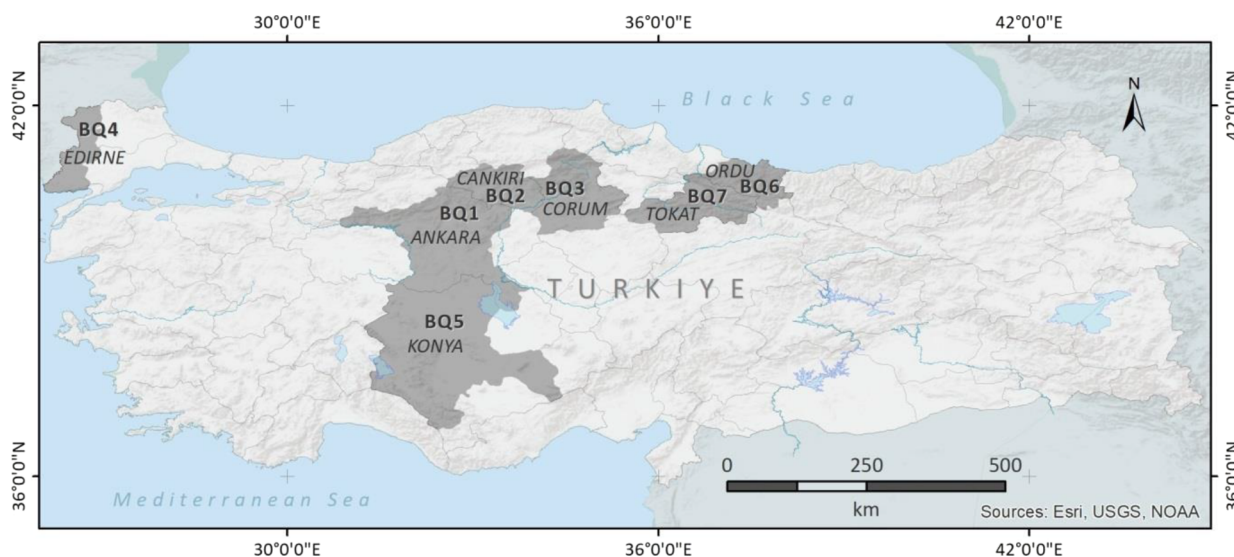 30°0'0"E 36°0'0"E 42°0'0"E
42°0'0"N
42°0'0"N
N
Black Sea
BQ4
EDIRNE
ORDU
CANKIRI
BQ3
BQ6
BQ2
BQ7
BQ1
CORUM
TOKAT
ANKARA
TURKIYE
BQ5
KONYA
0 250 500
km
36°0'0"N
36°0'0"N
Mediterranean Sea
Sources: Esri, USGS, NOAA
30°0'0"E 36°0'0"E 42°0'0"E